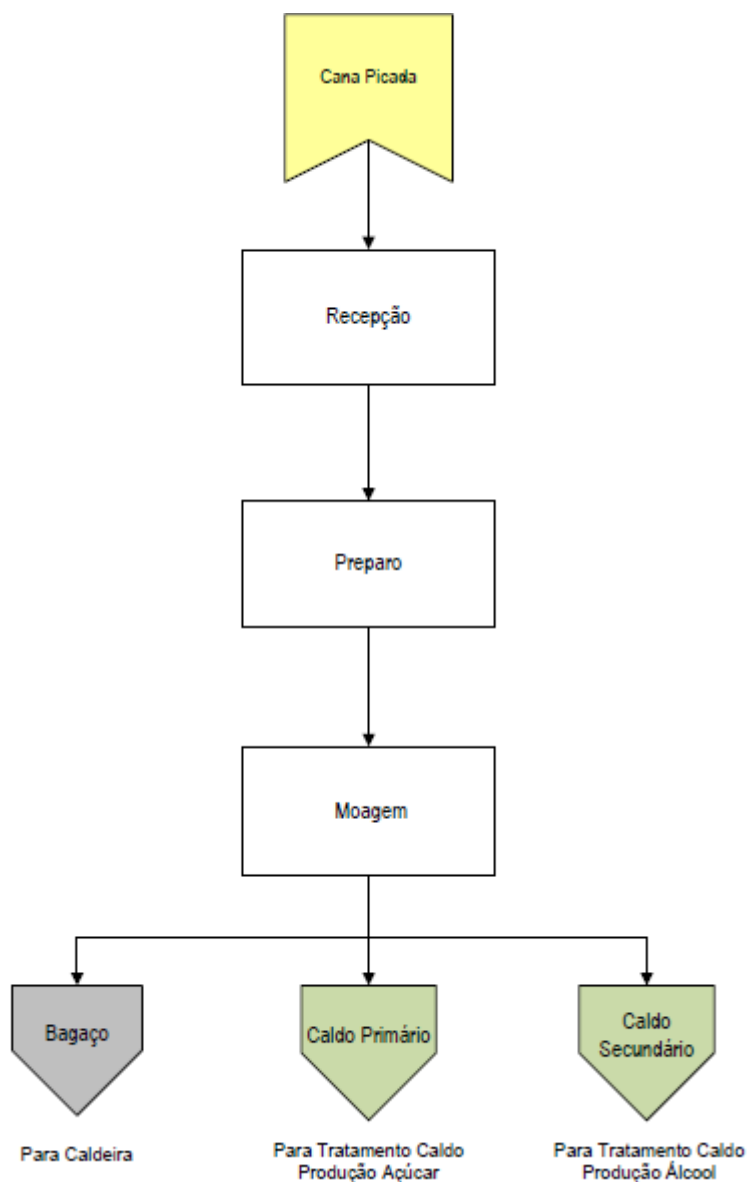 Cana Picada
Recepção
Preparo
Moagem
Bagaço
Caldo Primário
Caldo
Secundário
Para Caldeira
Para Tratamento Caldo
Produção Açúcar
Para Tratamento Caldo
Produção Álcool